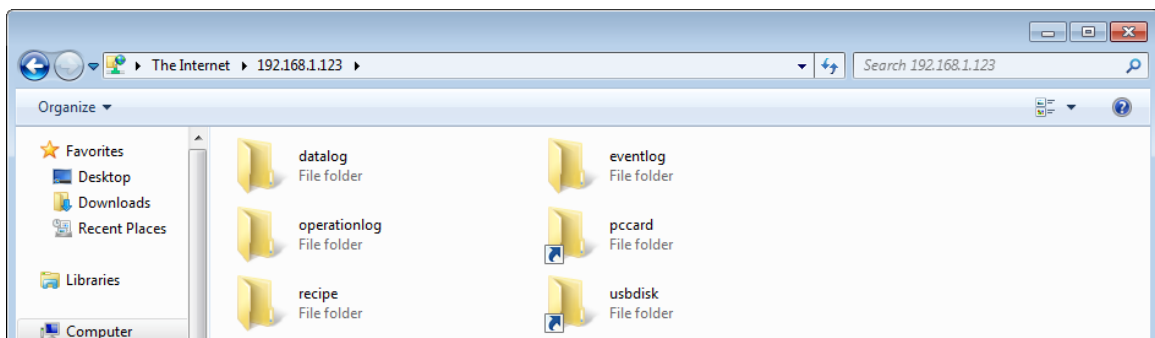 The Internet 192.168.1.123
Search 192.168.1.123
Organize
Favorites
Desktop
Downloads
Recent Places
Libraries
Computer
datalog
File folder
eventlog
File folder
operationlog
File folder
pccard
File folder
recipe
File folder
usbdisk
File folder